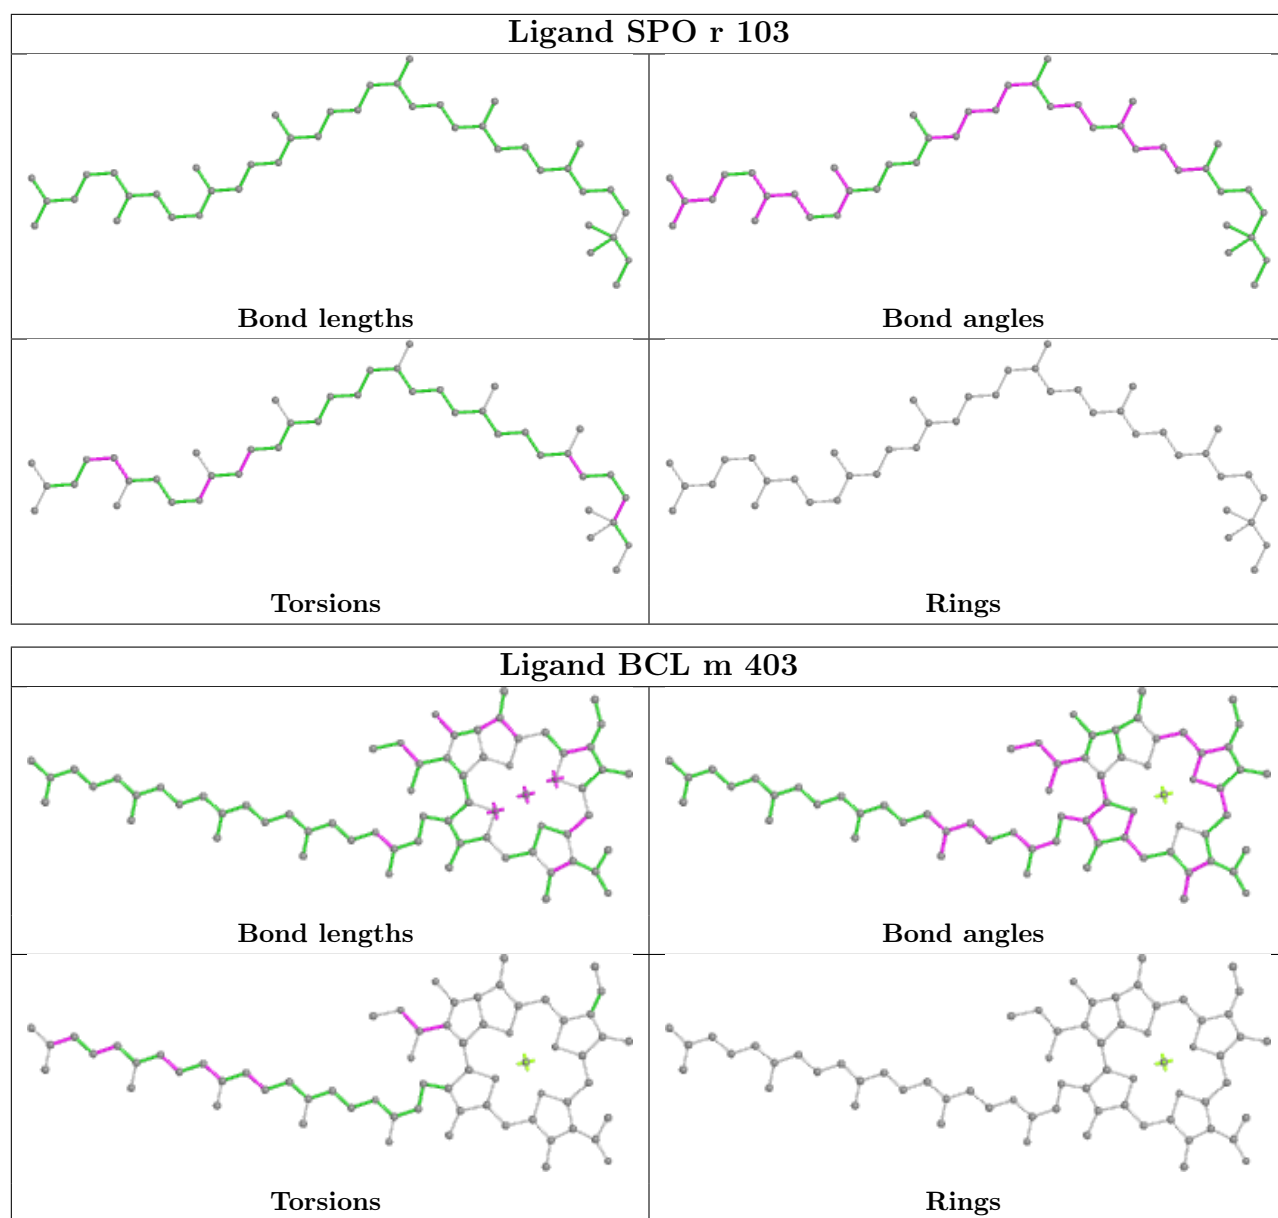 Ligand SPO r 103
Bond lengths
Bond angles
Torsions
Rings
Ligand BCL m 403
Bond lengths
Bond angles
Torsions
Rings